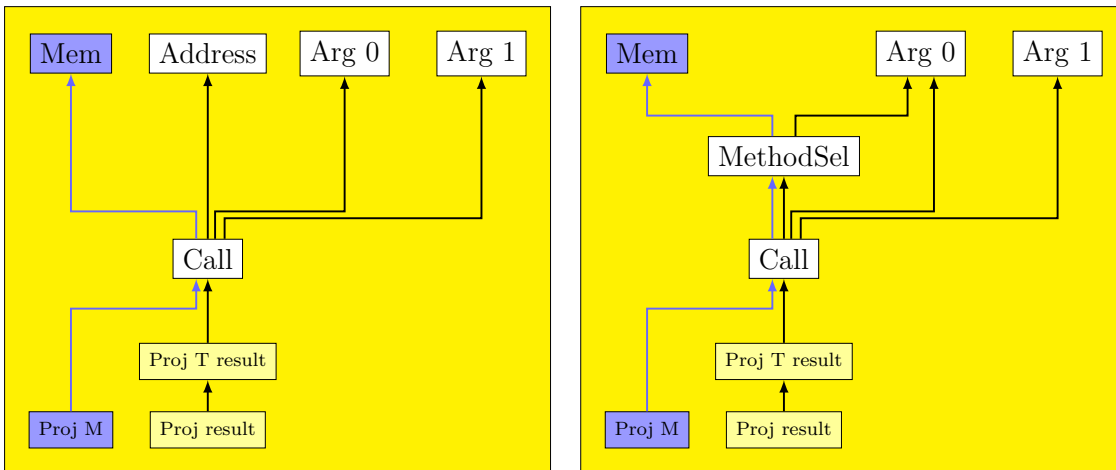 Mem Address Arg 0 Arg 1
Call
Proj T result
Proj M Proj result
Mem Arg 0 Arg 1
MethodSel
Call
Proj T result
Proj M Proj result